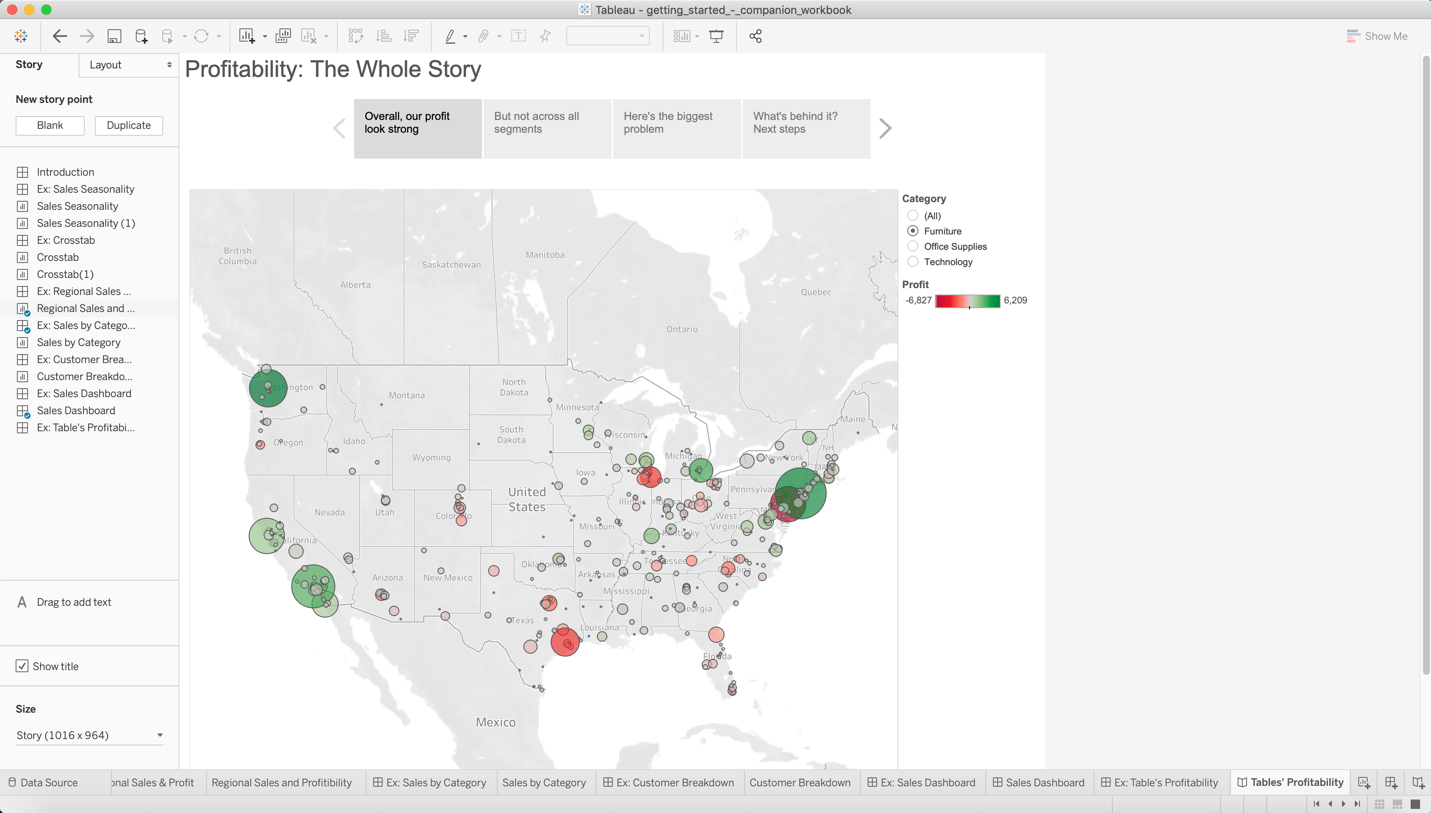 Tableau - getting_started_-_companion_workbook
Show Me
Story
Layout
New story point
Blank
Duplicate
Introduction
Ex: Sales Seasonality
Sales Seasonality
Sales Seasonality (1)
Ex: Crosstab
Crosstab
Crosstab(1)
Ex: Regional Sales ...
Regional Sales and ...
Ex: Sales by Catego...
Sales by Category
Ex: Customer Brea...
Customer Breakdo...
Ex: Sales Dashboard
Sales Dashboard
Ex: Table's Profitabi...
A Drag to add text
Show title
Size
Story (1016 x 964)
Profitability: The Whole Story
Overall, our profit
look strong
But not across all
segments
Here's the biggest
problem
What's behind it?
Next steps
British
Columbia
Alberta
Saskatchewan
Manitoba
Ontario
Quebec
Montana
North
Dakota
Minnesota
Maine
Oregon
Idaho
South
Dakota
Wisconsin
Michigan
New York
NH
Wyoming
Iowa
Nevada
Utah
United
States
Illinois
Pennsylvania
West
Virginia
Missouri
Kentucky
Arizona
New Mexico
Oklahoma
Arkansas
Tennessee
Mississippi
Georgia
Texas
Louisiana
Florida
Mexico
Category
(All)
Furniture
Office Supplies
Technology
Profit
-6,827
6,209
Data Source
onal Sales & Profit
Regional Sales and Profitibility
Ex: Sales by Category
Sales by Category
Ex: Customer Breakdown
Customer Breakdown
Ex: Sales Dashboard
Sales Dashboard
Ex: Table's Profitability
Tables' Profitability